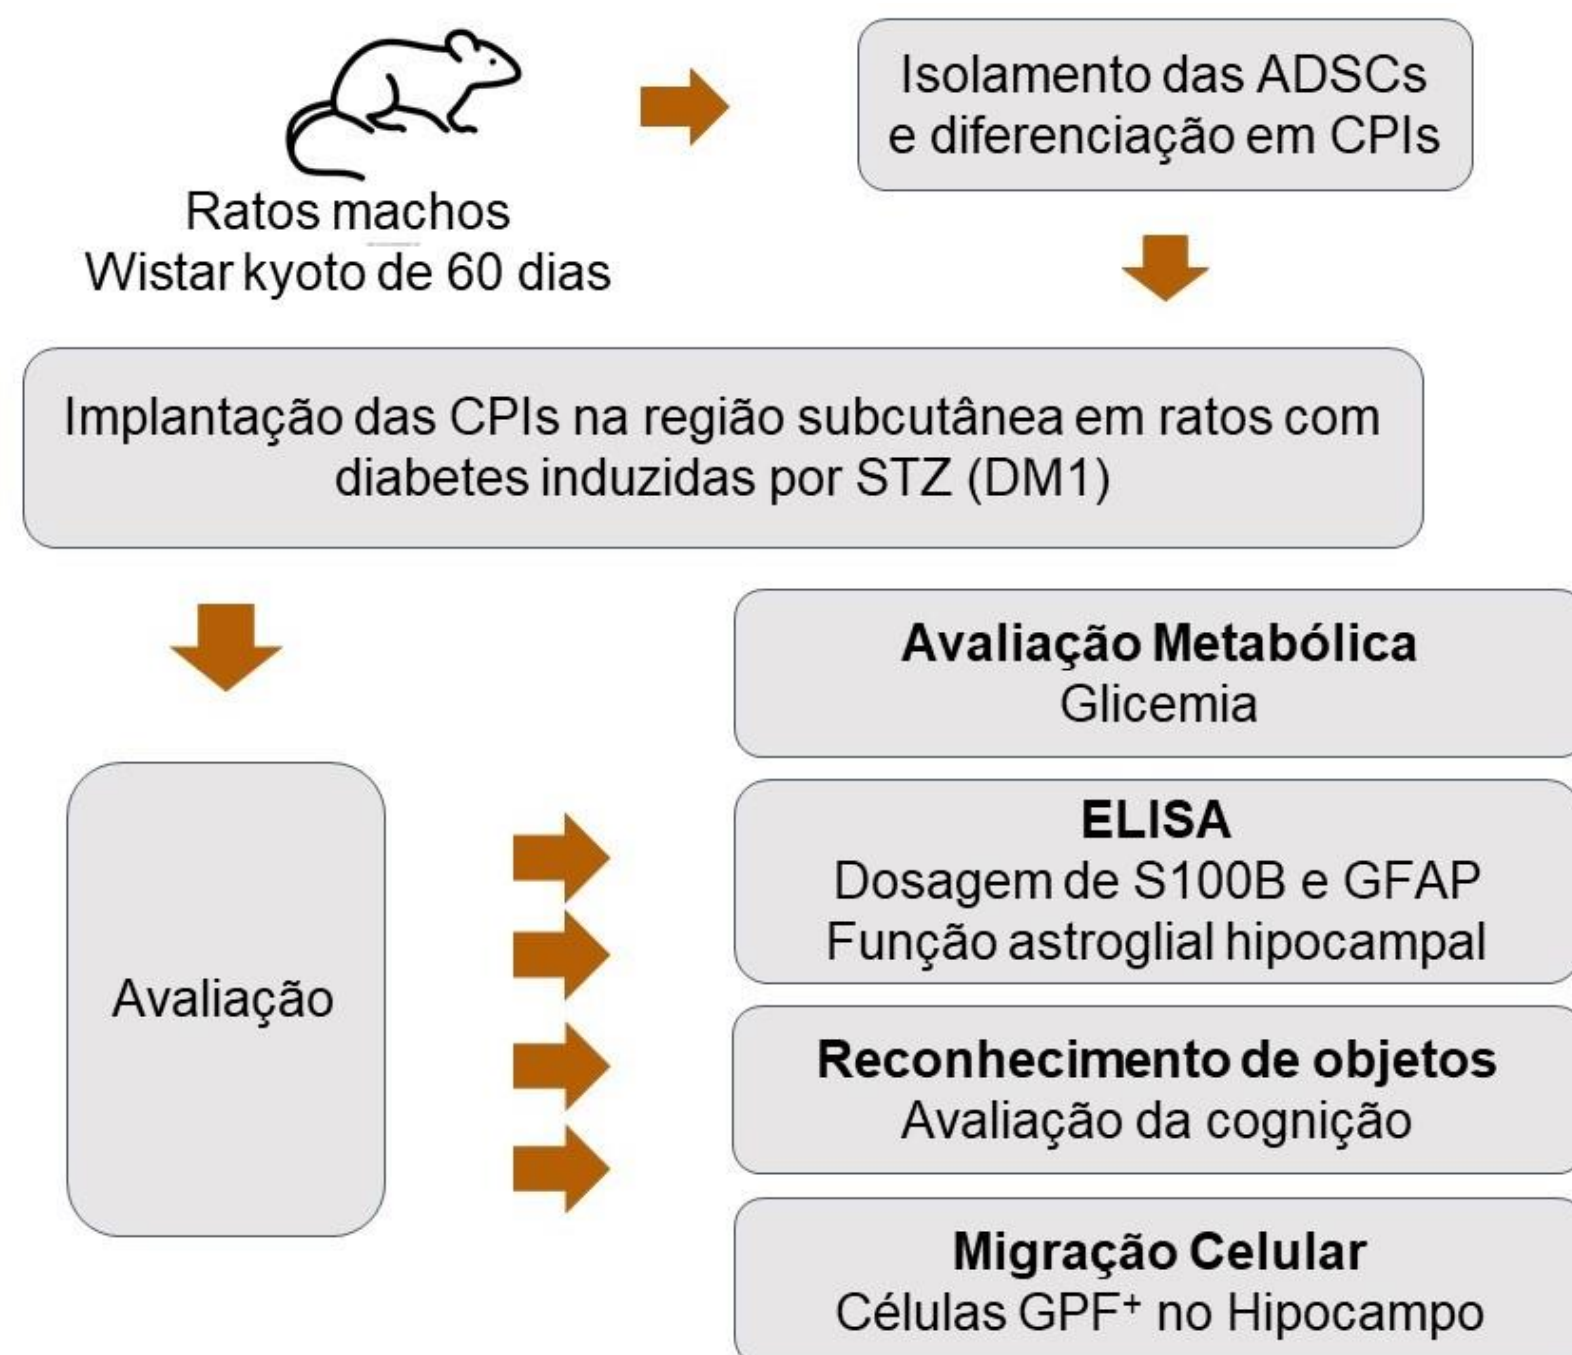 Ratos machos
Wistar kyoto de 60 dias
Isolamento das ADSCs
e diferenciação em CPIs
Implantação das CPIs na região subcutânea em ratos com
diabetes induzidas por STZ (DM1)
Avaliação
Avaliação Metabólica
Glicemia
ELISA
Dosagem de S100B e GFAP
Função astroglial hipocampal
Reconhecimento de objetos
Avaliação da cognição
Migração Celular
Células GPF⁺ no Hipocampo